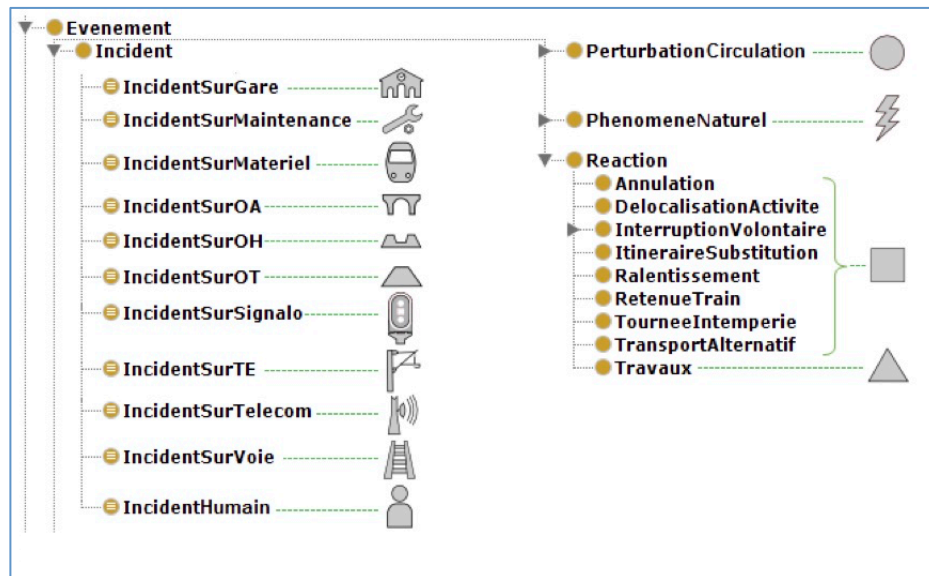 Evenement
Incident
IncidentSurGare
IncidentSurMaintenance
IncidentSurMateriel
IncidentSurOA
IncidentSurOH
IncidentSurOT
IncidentSurSignalo
IncidentSurTE
IncidentSurTelecom
IncidentSurVoie
IncidentHumain
PerturbationCirculation
PhenomeneNaturel
Reaction
Annulation
DelocalisationActivite
InterruptionVolontaire
ItineraireSubstitution
Ralentissement
RetenueTrain
TourneeIntemperie
TransportAlternatif
Travaux